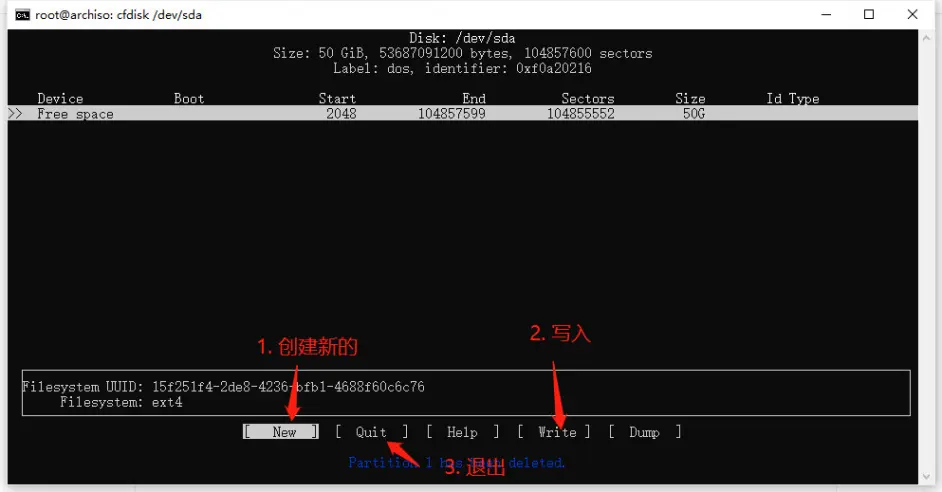 root@archiso: cfdisk /dev/sda
Disk: /dev/sda
Size: 50 GiB, 53687091200 bytes, 104857600 sectors
Label: dos, identifier: 0xf0a20216
Device Boot Start End Sectors Size Id Type
>> Free space 2048 104857599 104855552 50G
1. 创建新的
2. 写入
Filesystem UUID: 15f251f4-2de8-4236-bfb1-4688f60c6c76
Filesystem: ext4
[ New ] [ Quit ] [ Help ] [ Write ] [ Dump ]
Partition 1 has been deleted.
3. 退出